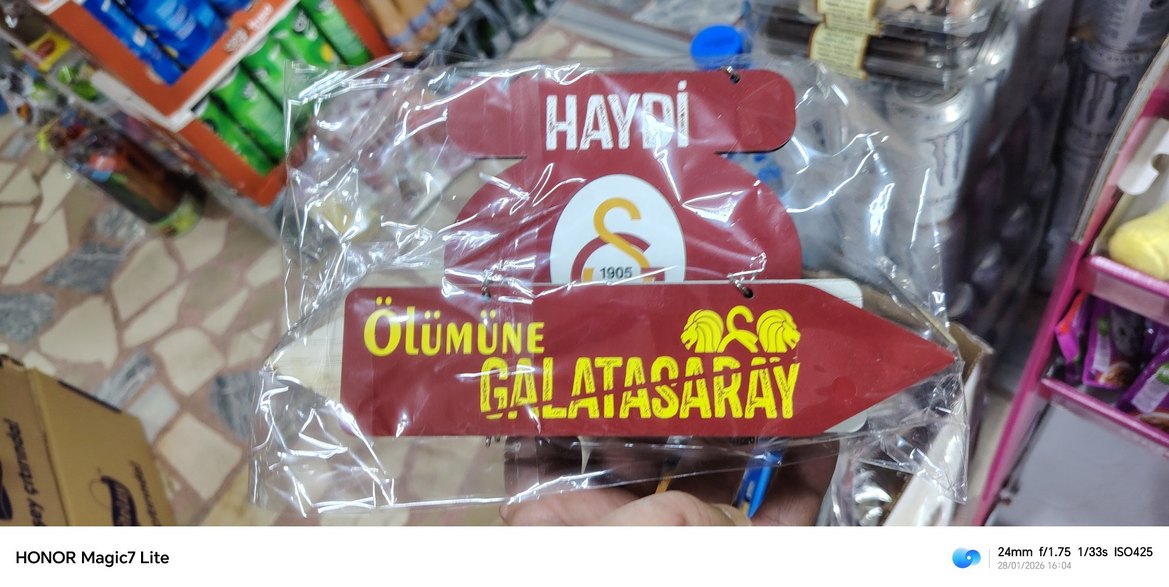 HAYDİ
1905
ÖLÜMÜNE
GALATASARAY
HONOR Magic7 Lite
24mm f/1.75 1/33s ISO425
28/01/2026 16:04